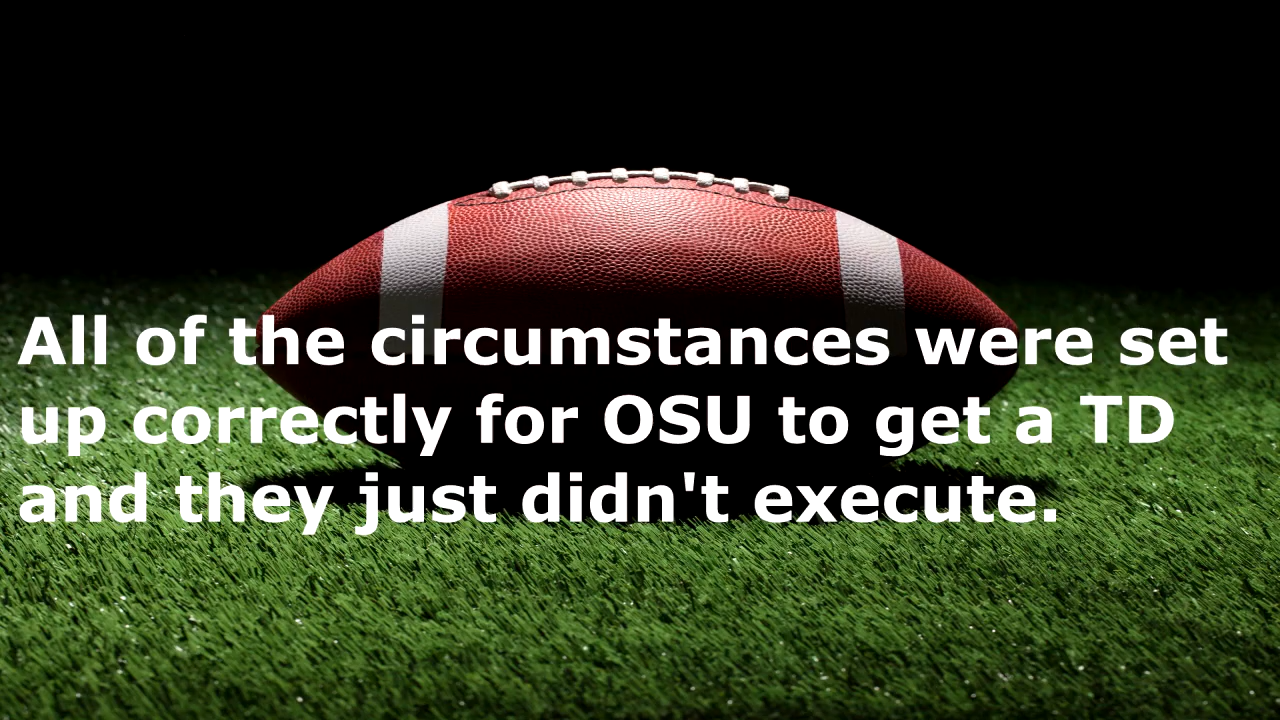 All of the circumstances were set
up correctly for OSU to get a TD
and they just didn't execute.